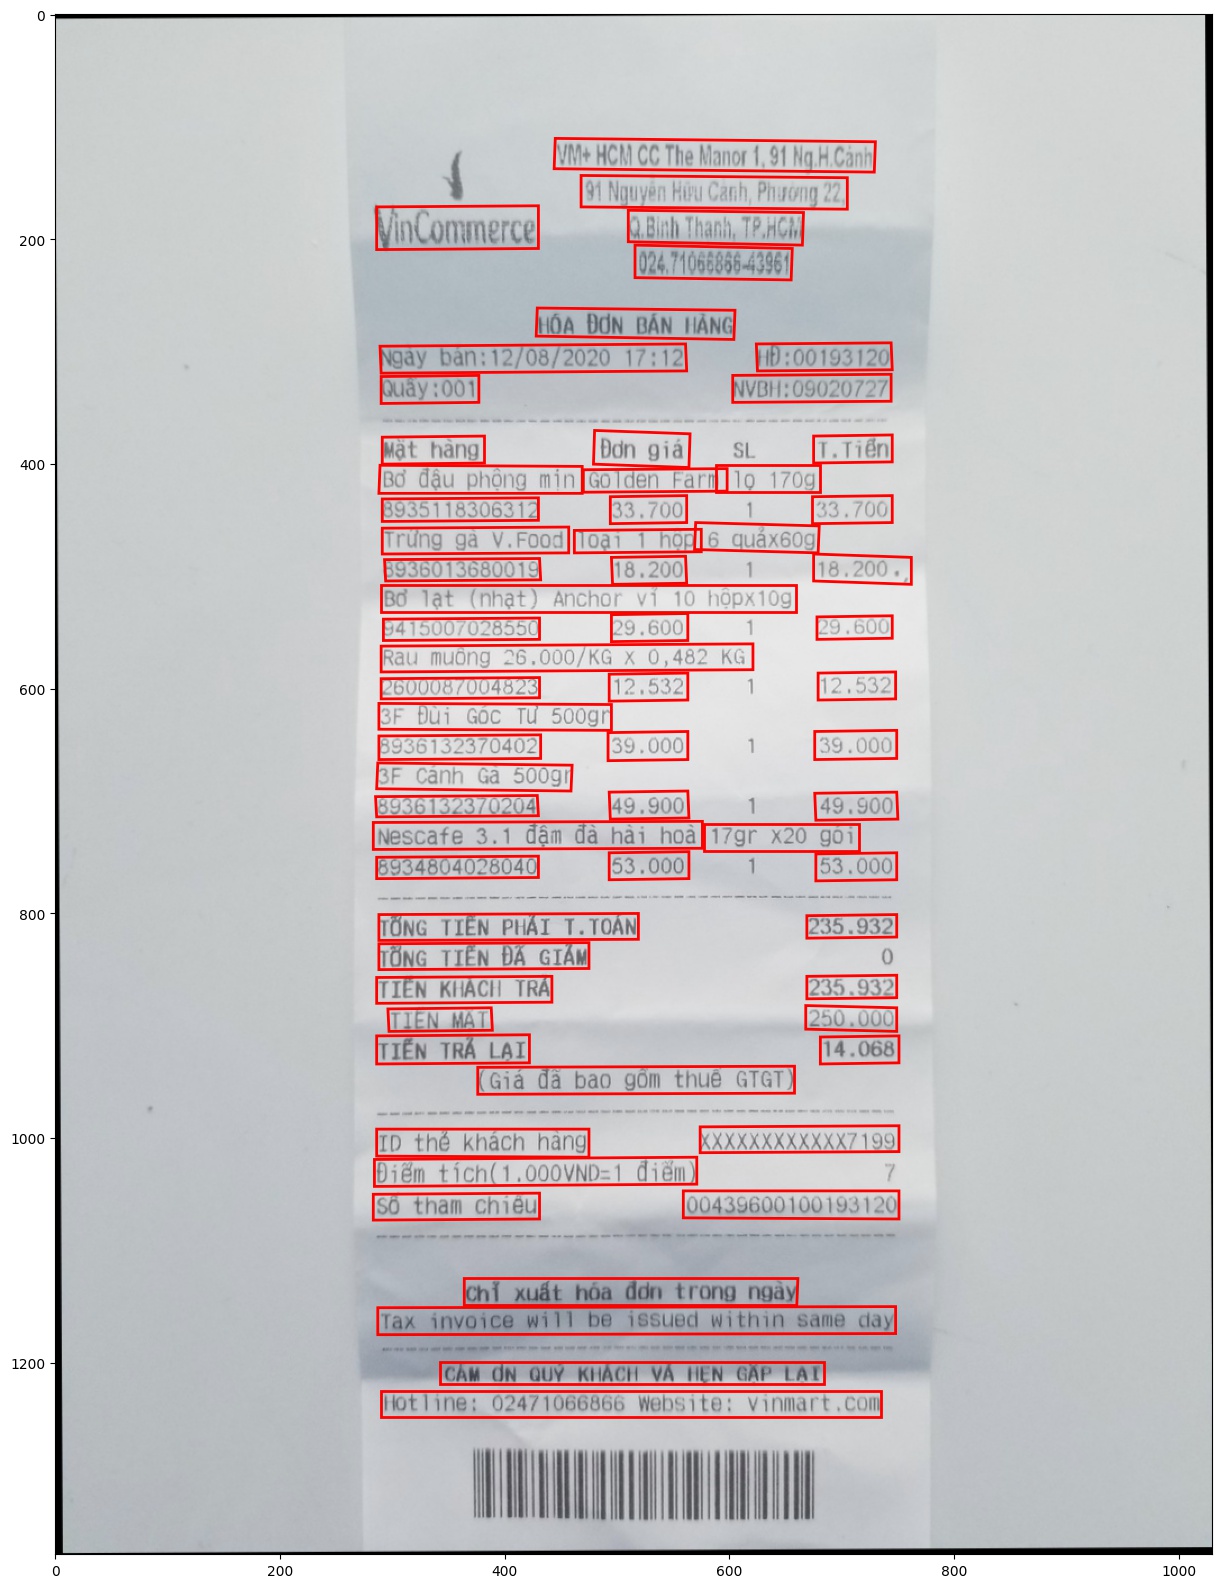 VinCommerce
VM+ HCM CC The Manor 1, 91 Ng.H.Cảnh
91 Nguyễn Hữu Cảnh, Phường 22,
Q.Bình Thạnh, TP.HCM
024.71066866-43961
HÓA ĐƠN BÁN HÀNG
Ngày bán:12/08/2020 17:12 HĐ:00193120
Quầy:001 NVBH:09020727
Mặt hàng Đơn giá SL T.Tiền
Bơ đậu phộng mịn Golden Farm lọ 170g
8935118306312 33.700 1 33.700
Trứng gà V.Food loại 1 hộp 6 quảx60g
8936013680019 18.200 1 18.200
Bơ lạt (nhạt) Anchor vỉ 10 hộpx10g
9415007028550 29.600 1 29.600
Rau muống 26.000/KG x 0,482 KG
2600087004823 12.532 1 12.532
3F Đùi Góc Tư 500gr
8936132370402 39.000 1 39.000
3F Cánh Gà 500gr
8936132370204 49.900 1 49.900
Nescafe 3.1 đậm đà hài hoà 17gr x20 gói
8934804028040 53.000 1 53.000
TỔNG TIỀN PHẢI T.TOÁN 235.932
TỔNG TIỀN ĐÃ GIẢM 0
TIỀN KHÁCH TRẢ 235.932
TIỀN MẶT 250.000
TIỀN TRẢ LẠI 14.068
(Giá đã bao gồm thuế GTGT)
ID thẻ khách hàng XXXXXXXXXXXX7199
Điểm tích(1.000VND=1 điểm) 7
Số tham chiếu 00439600100193120
Chỉ xuất hóa đơn trong ngày
Tax invoice will be issued within same day
CẢM ƠN QUÝ KHÁCH VÀ HẸN GẶP LẠI
Hotline: 02471066866 Website: vinmart.com
0
200
400
600
800
1000
1200
0 200 400 600 800 1000